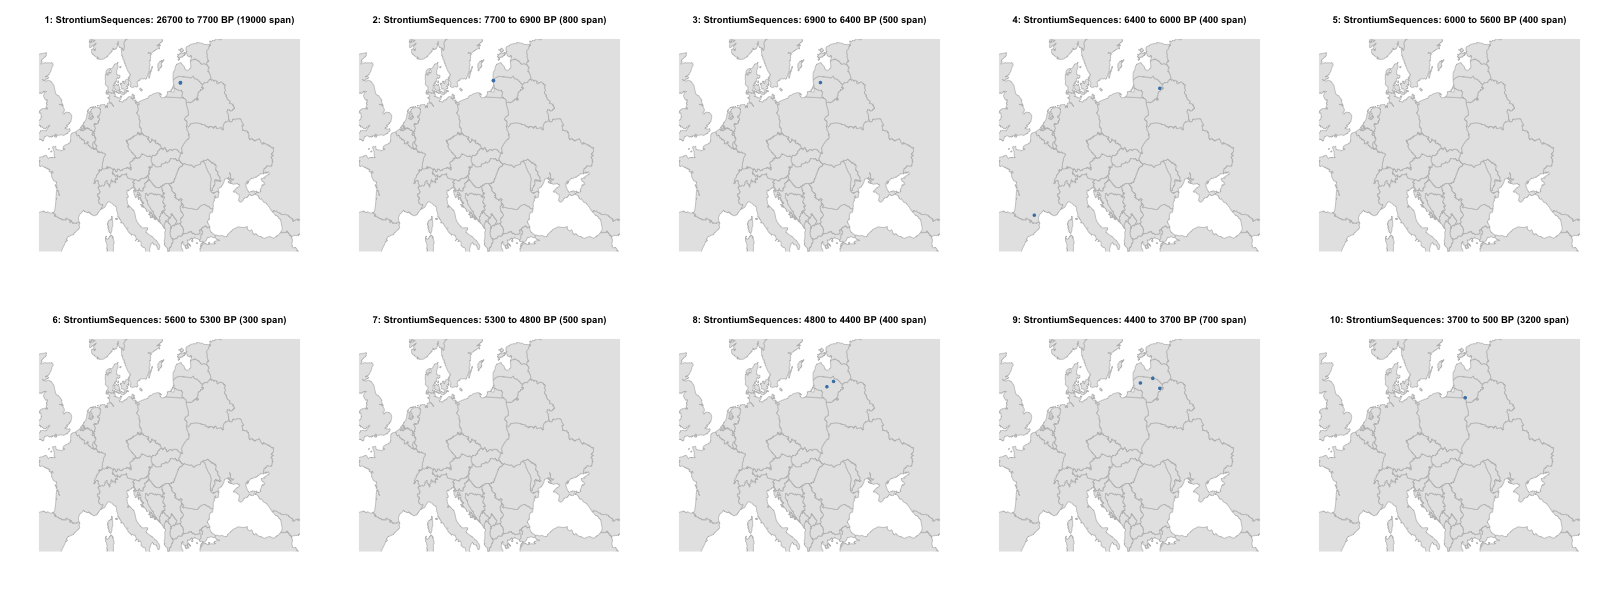 1: StrontiumSequences: 26700 to 7700 BP (19000 span)
2: StrontiumSequences: 7700 to 6900 BP (800 span)
3: StrontiumSequences: 6900 to 6400 BP (500 span)
4: StrontiumSequences: 6400 to 6000 BP (400 span)
5: StrontiumSequences: 6000 to 5600 BP (400 span)
6: StrontiumSequences: 5600 to 5300 BP (300 span)
7: StrontiumSequences: 5300 to 4800 BP (500 span)
8: StrontiumSequences: 4800 to 4400 BP (400 span)
9: StrontiumSequences: 4400 to 3700 BP (700 span)
10: StrontiumSequences: 3700 to 500 BP (3200 span)